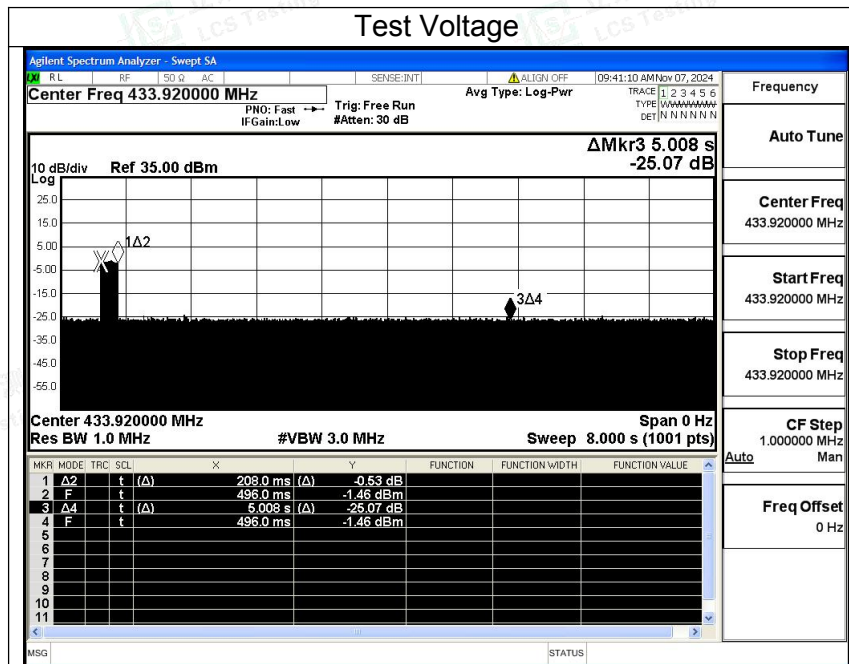 Test Voltage
Agilent Spectrum Analyzer - Swept SA
LXI RL RF 50 Ω AC SENSE:INT ALIGN OFF 09:41:10 AM Nov 07, 2024
Center Freq 433.920000 MHz
PNO: Fast
IFGain:Low
Trig: Free Run
#Atten: 30 dB
Avg Type: Log-Pwr
TRACE 1 2 3 4 5 6
TYPE WWWWWW
DET N N N N N N
ΔMkr3 5.008 s
-25.07 dB
10 dB/div Ref 35.00 dBm
Log
25.0
15.0
5.00
-5.00
-15.0
-25.0
-35.0
-45.0
-55.0
X
1Δ2
3Δ4
Center 433.920000 MHz Span 0 Hz
Res BW 1.0 MHz #VBW 3.0 MHz Sweep 8.000 s (1001 pts)
MKR MODE TRC SCL X Y FUNCTION FUNCTION WIDTH FUNCTION VALUE
1 Δ2 t (Δ) 208.0 ms (Δ) -0.53 dB
2 F t 496.0 ms -1.46 dBm
3 Δ4 t (Δ) 5.008 s (Δ) -25.07 dB
4 F t 496.0 ms -1.46 dBm
5
6
7
8
9
10
11
MSG STATUS
Frequency
Auto Tune
Center Freq
433.920000 MHz
Start Freq
433.920000 MHz
Stop Freq
433.920000 MHz
CF Step
1.000000 MHz
Auto Man
Freq Offset
0 Hz
LCS Testing
LCS Testing